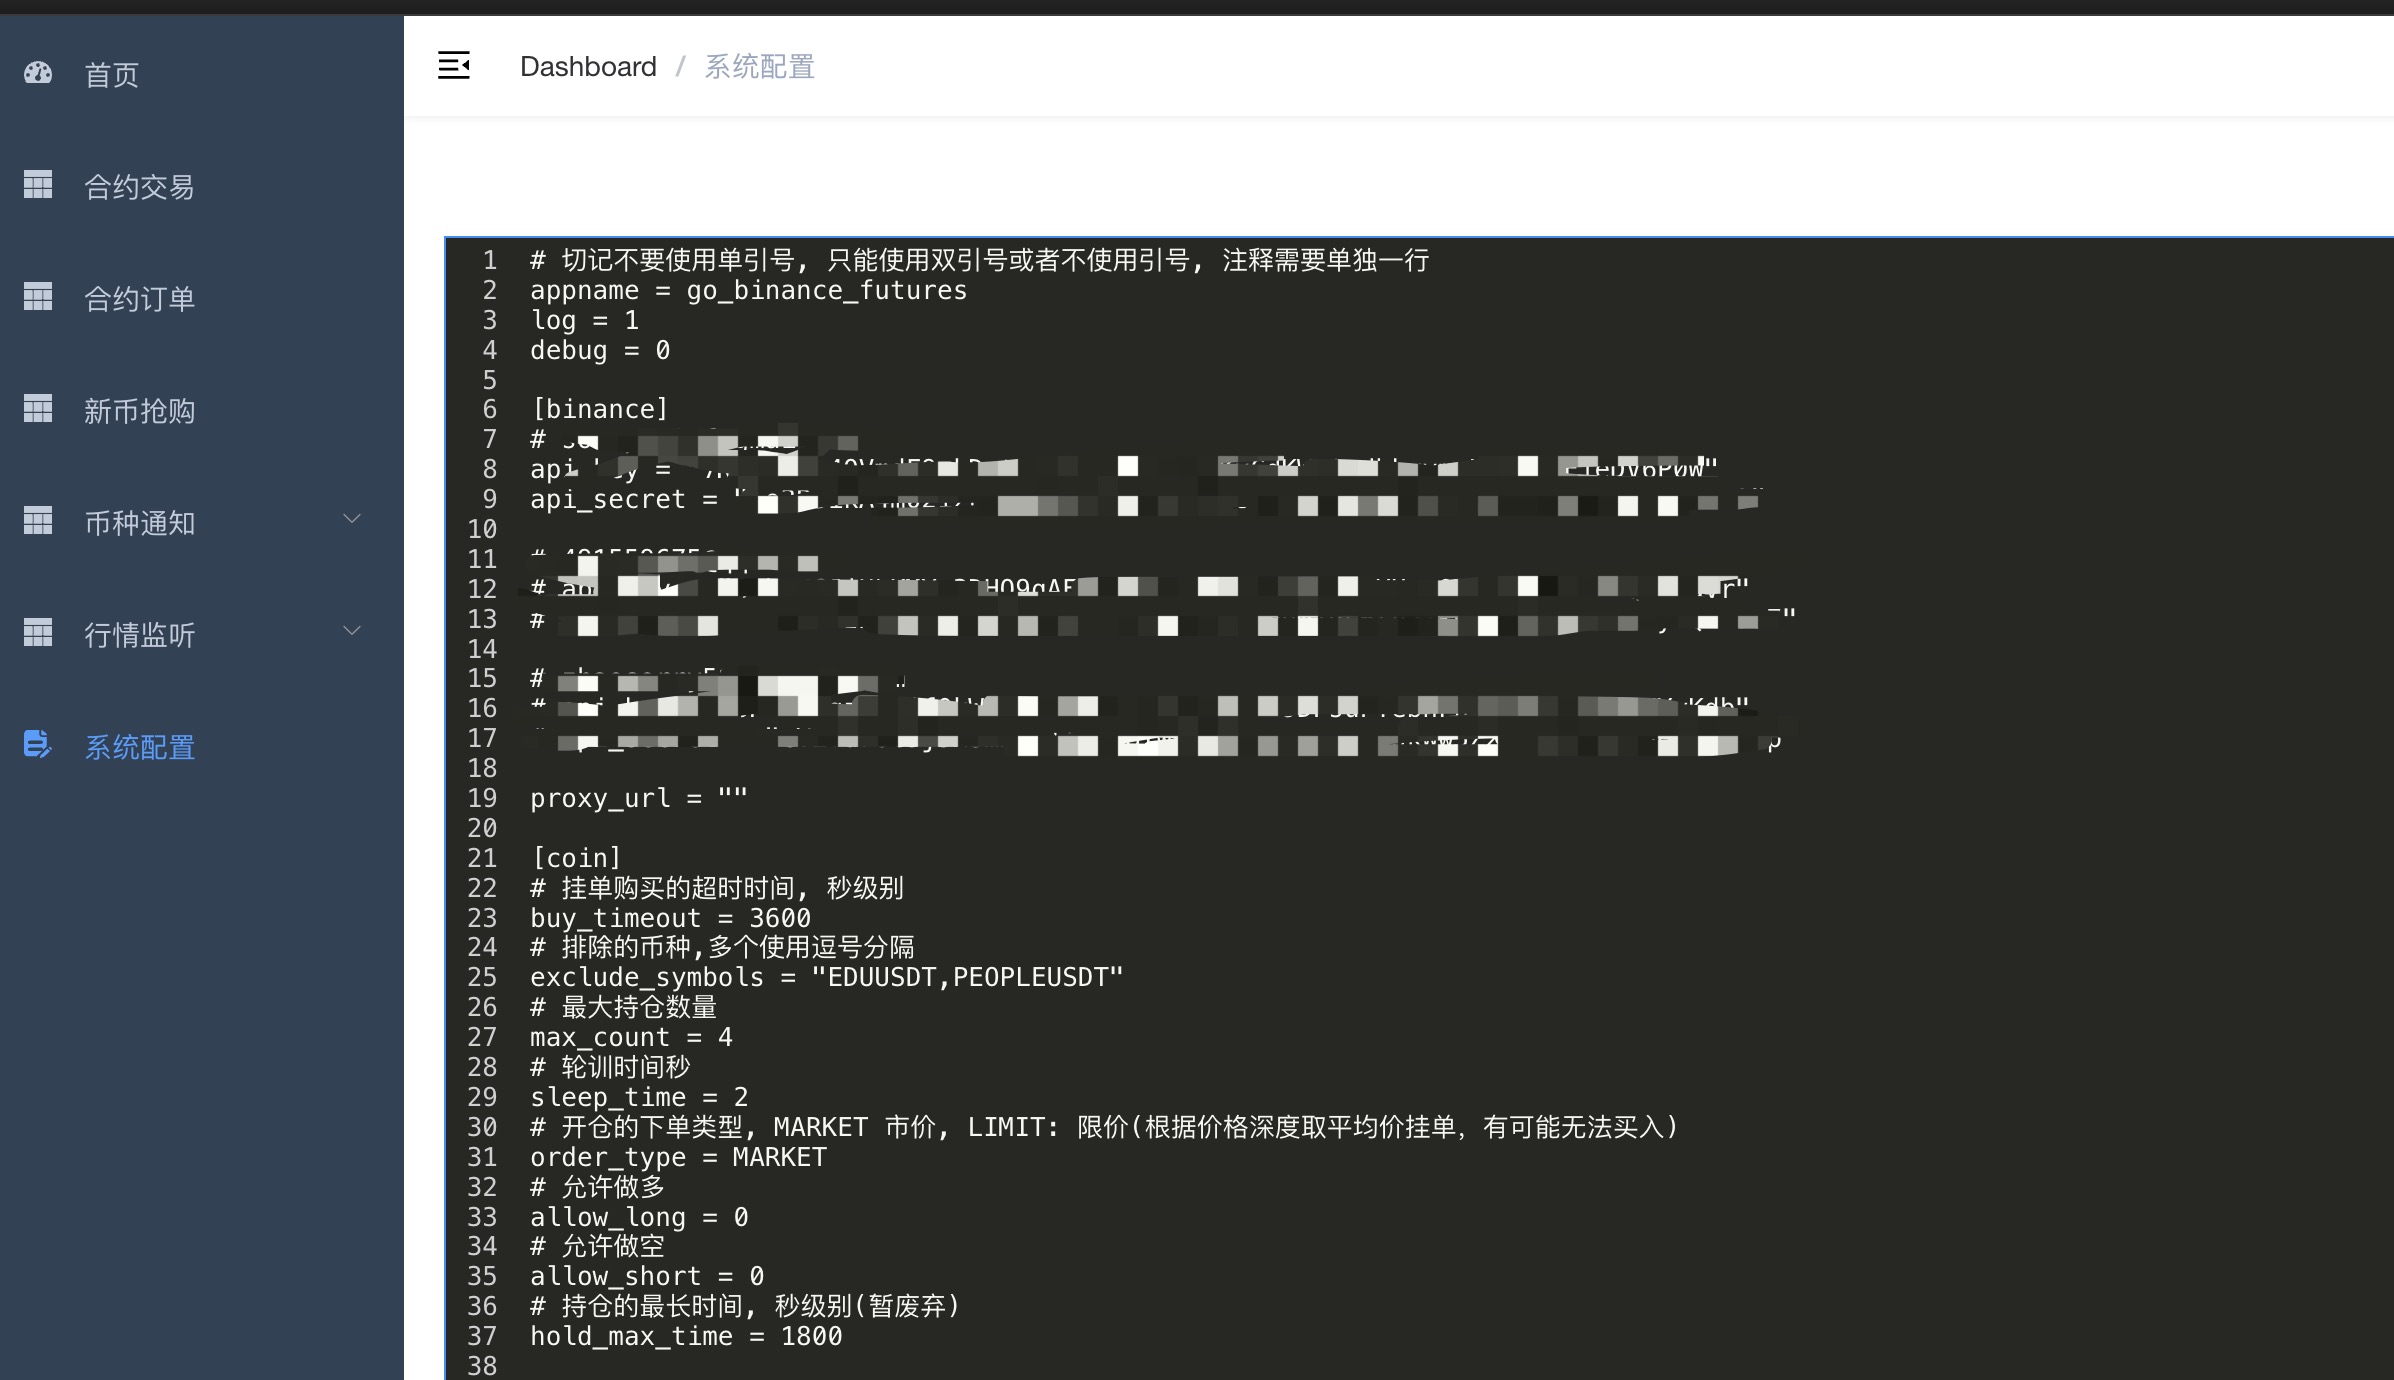 首页
合约交易
合约订单
新币抢购
币种通知
行情监听
系统配置
Dashboard / 系统配置
1 # 切记不要使用单引号, 只能使用双引号或者不使用引号, 注释需要单独一行
2 appname = go_binance_futures
3 log = 1
4 debug = 0
5
6 [binance]
7 #
8
9 api_secret = "
10
11
12 #
13 #
14
15 #
16 #
17
18
19 proxy_url = ""
20
21 [coin]
22 # 挂单购买的超时时间, 秒级别
23 buy_timeout = 3600
24 # 排除的币种,多个使用逗号分隔
25 exclude_symbols = "EDUUSDT,PEOPLEUSDT"
26 # 最大持仓数量
27 max_count = 4
28 # 轮训时间秒
29 sleep_time = 2
30 # 开仓的下单类型, MARKET 市价, LIMIT: 限价(根据价格深度取平均价挂单，有可能无法买入)
31 order_type = MARKET
32 # 允许做多
33 allow_long = 0
34 # 允许做空
35 allow_short = 0
36 # 持仓的最长时间, 秒级别(暂废弃)
37 hold_max_time = 1800
38